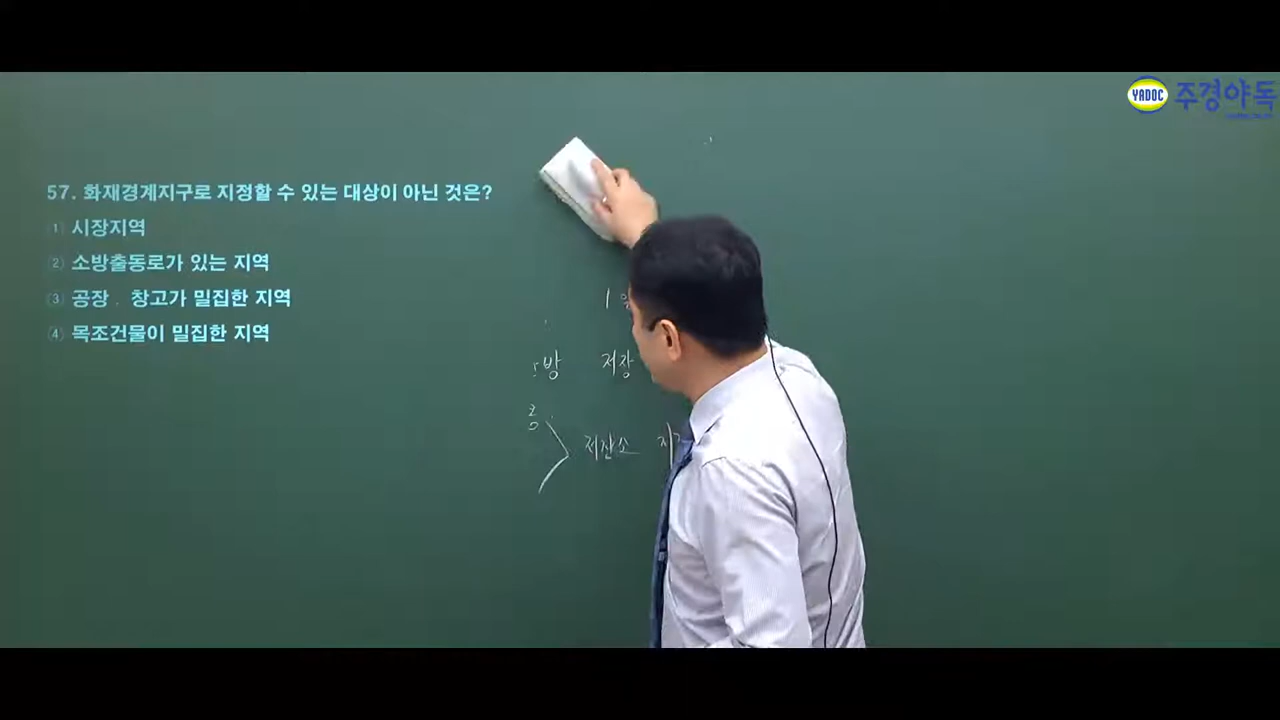 YADOC 주경야독
57. 화재경계지구로 지정할 수 있는 대상이 아닌 것은?
① 시장지역
② 소방출동로가 있는 지역
③ 공장 . 창고가 밀집한 지역
④ 목조건물이 밀집한 지역
1
방 저장
저장소